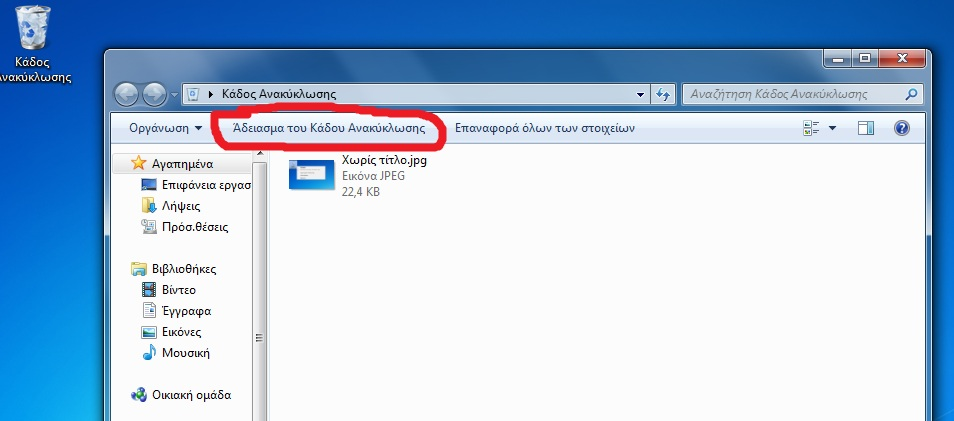 Κάδος
Ανακύκλωσης
Κάδος Ανακύκλωσης
Αναζήτηση Κάδος Ανακύκλωσης
Οργάνωση
Άδειασμα του Κάδου Ανακύκλωσης
Επαναφορά όλων των στοιχείων
Αγαπημένα
Επιφάνεια εργασ
Λήψεις
Πρόσ.θέσεις
Βιβλιοθήκες
Βίντεο
Έγγραφα
Εικόνες
Μουσική
Οικιακή ομάδα
Χωρίς τίτλο.jpg
Εικόνα JPEG
22,4 KB